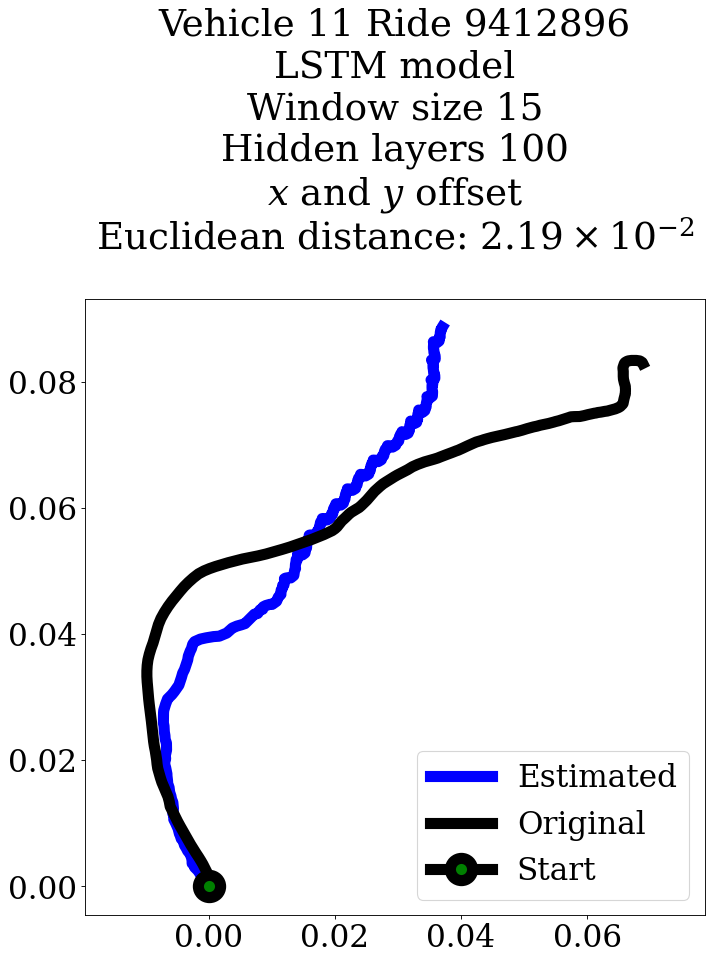 Vehicle 11 Ride 9412896
LSTM model
Window size 15
Hidden layers 100
x and y offset
Euclidean distance: 2.19 × 10⁻²
0.08
0.06
0.04
0.02
0.00
Estimated
Original
Start
0.00 0.02 0.04 0.06